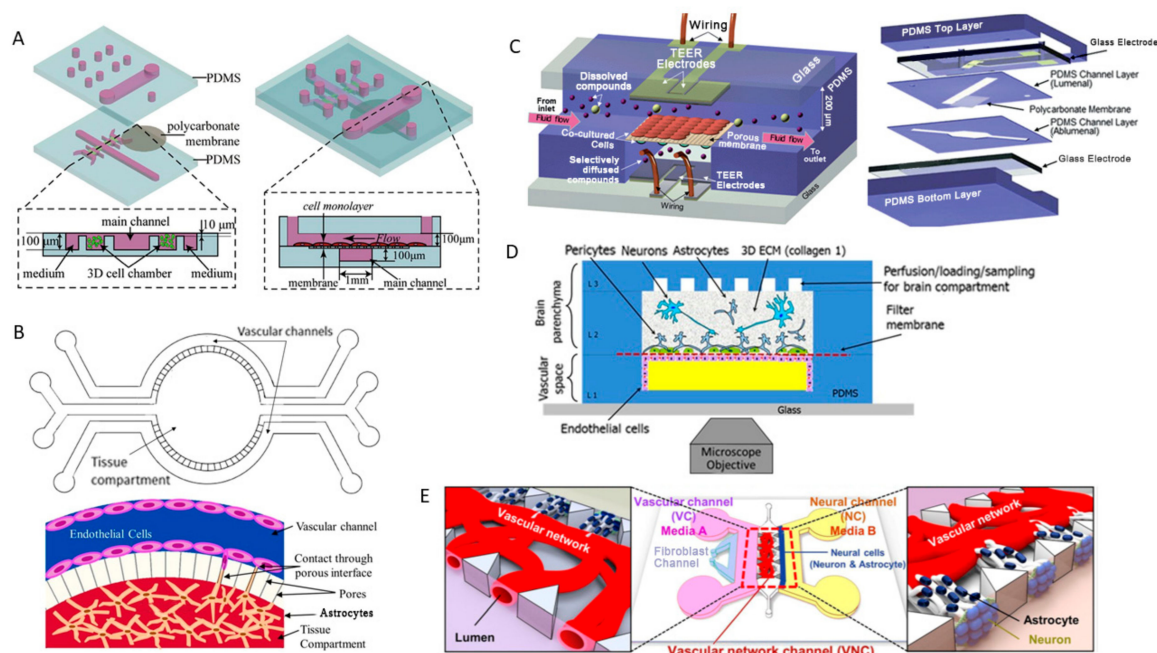 A
PDMS
polycarbonate
membrane
PDMS
main channel
10 μm
100 μm
medium
3D cell chamber
medium
cell monolayer
Flow
100μm
100μm
membrane
1mm
main channel
B
Vascular channels
Tissue
compartment
Endothelial Cells
Vascular channel
Contact through
porous interface
Pores
Astrocytes
Tissue
Compartment
C
Wiring
TEER
Electrodes
Glass
PDMS
Dissolved
compounds
From
inlet
Fluid flow
200 μm
Co-cultured
Cells
Porous
membrane
Fluid flow
To
outlet
Selectively
diffused
compounds
TEER
Electrodes
Wiring
Glass
PDMS Top Layer
Glass Electrode
PDMS Channel Layer
(Lumenal)
Polycarbonate Membrane
PDMS Channel Layer
(Ablumenal)
Glass Electrode
PDMS Bottom Layer
D
Pericytes Neurons Astrocytes 3D ECM (collagen 1)
Brain
parenchyma
L 3
L 2
Perfusion/loading/sampling
for brain compartment
Filter
membrane
Vascular
space
L 1
PDMS
Glass
Endothelial cells
Microscope
Objective
E
Vascular network
Lumen
Vascular channel
(VC)
Media A
Neural channel
(NC)
Media B
Fibroblast
Channel
Neural cells
(Neuron & Astrocyte)
Vascular network channel (VNC)
Vascular network
Astrocyte
Neuron